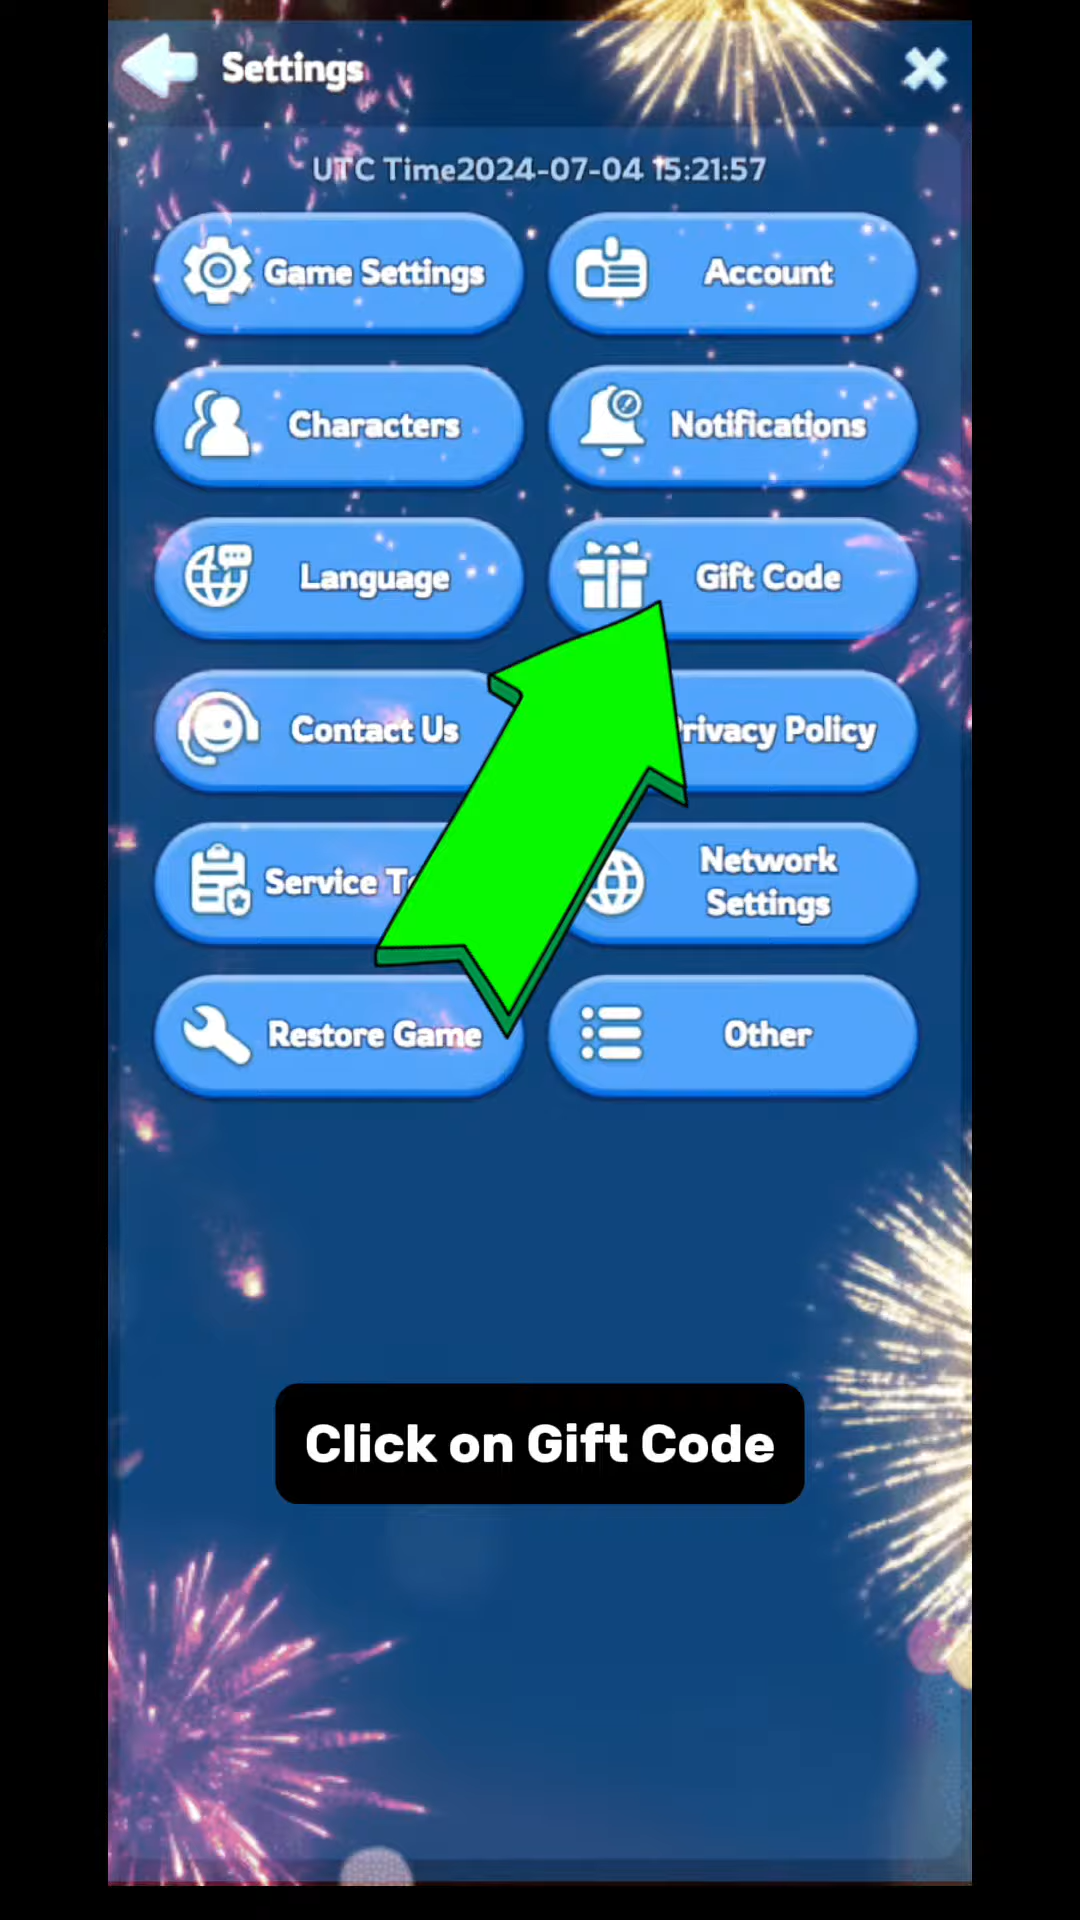 Settings
UTC Time2024-07-04 15:21:57
Game Settings
Account
Characters
Notifications
Language
Gift Code
Contact Us
Policy
Service
Network
Settings
Restore Game
Other
Click on Gift Code